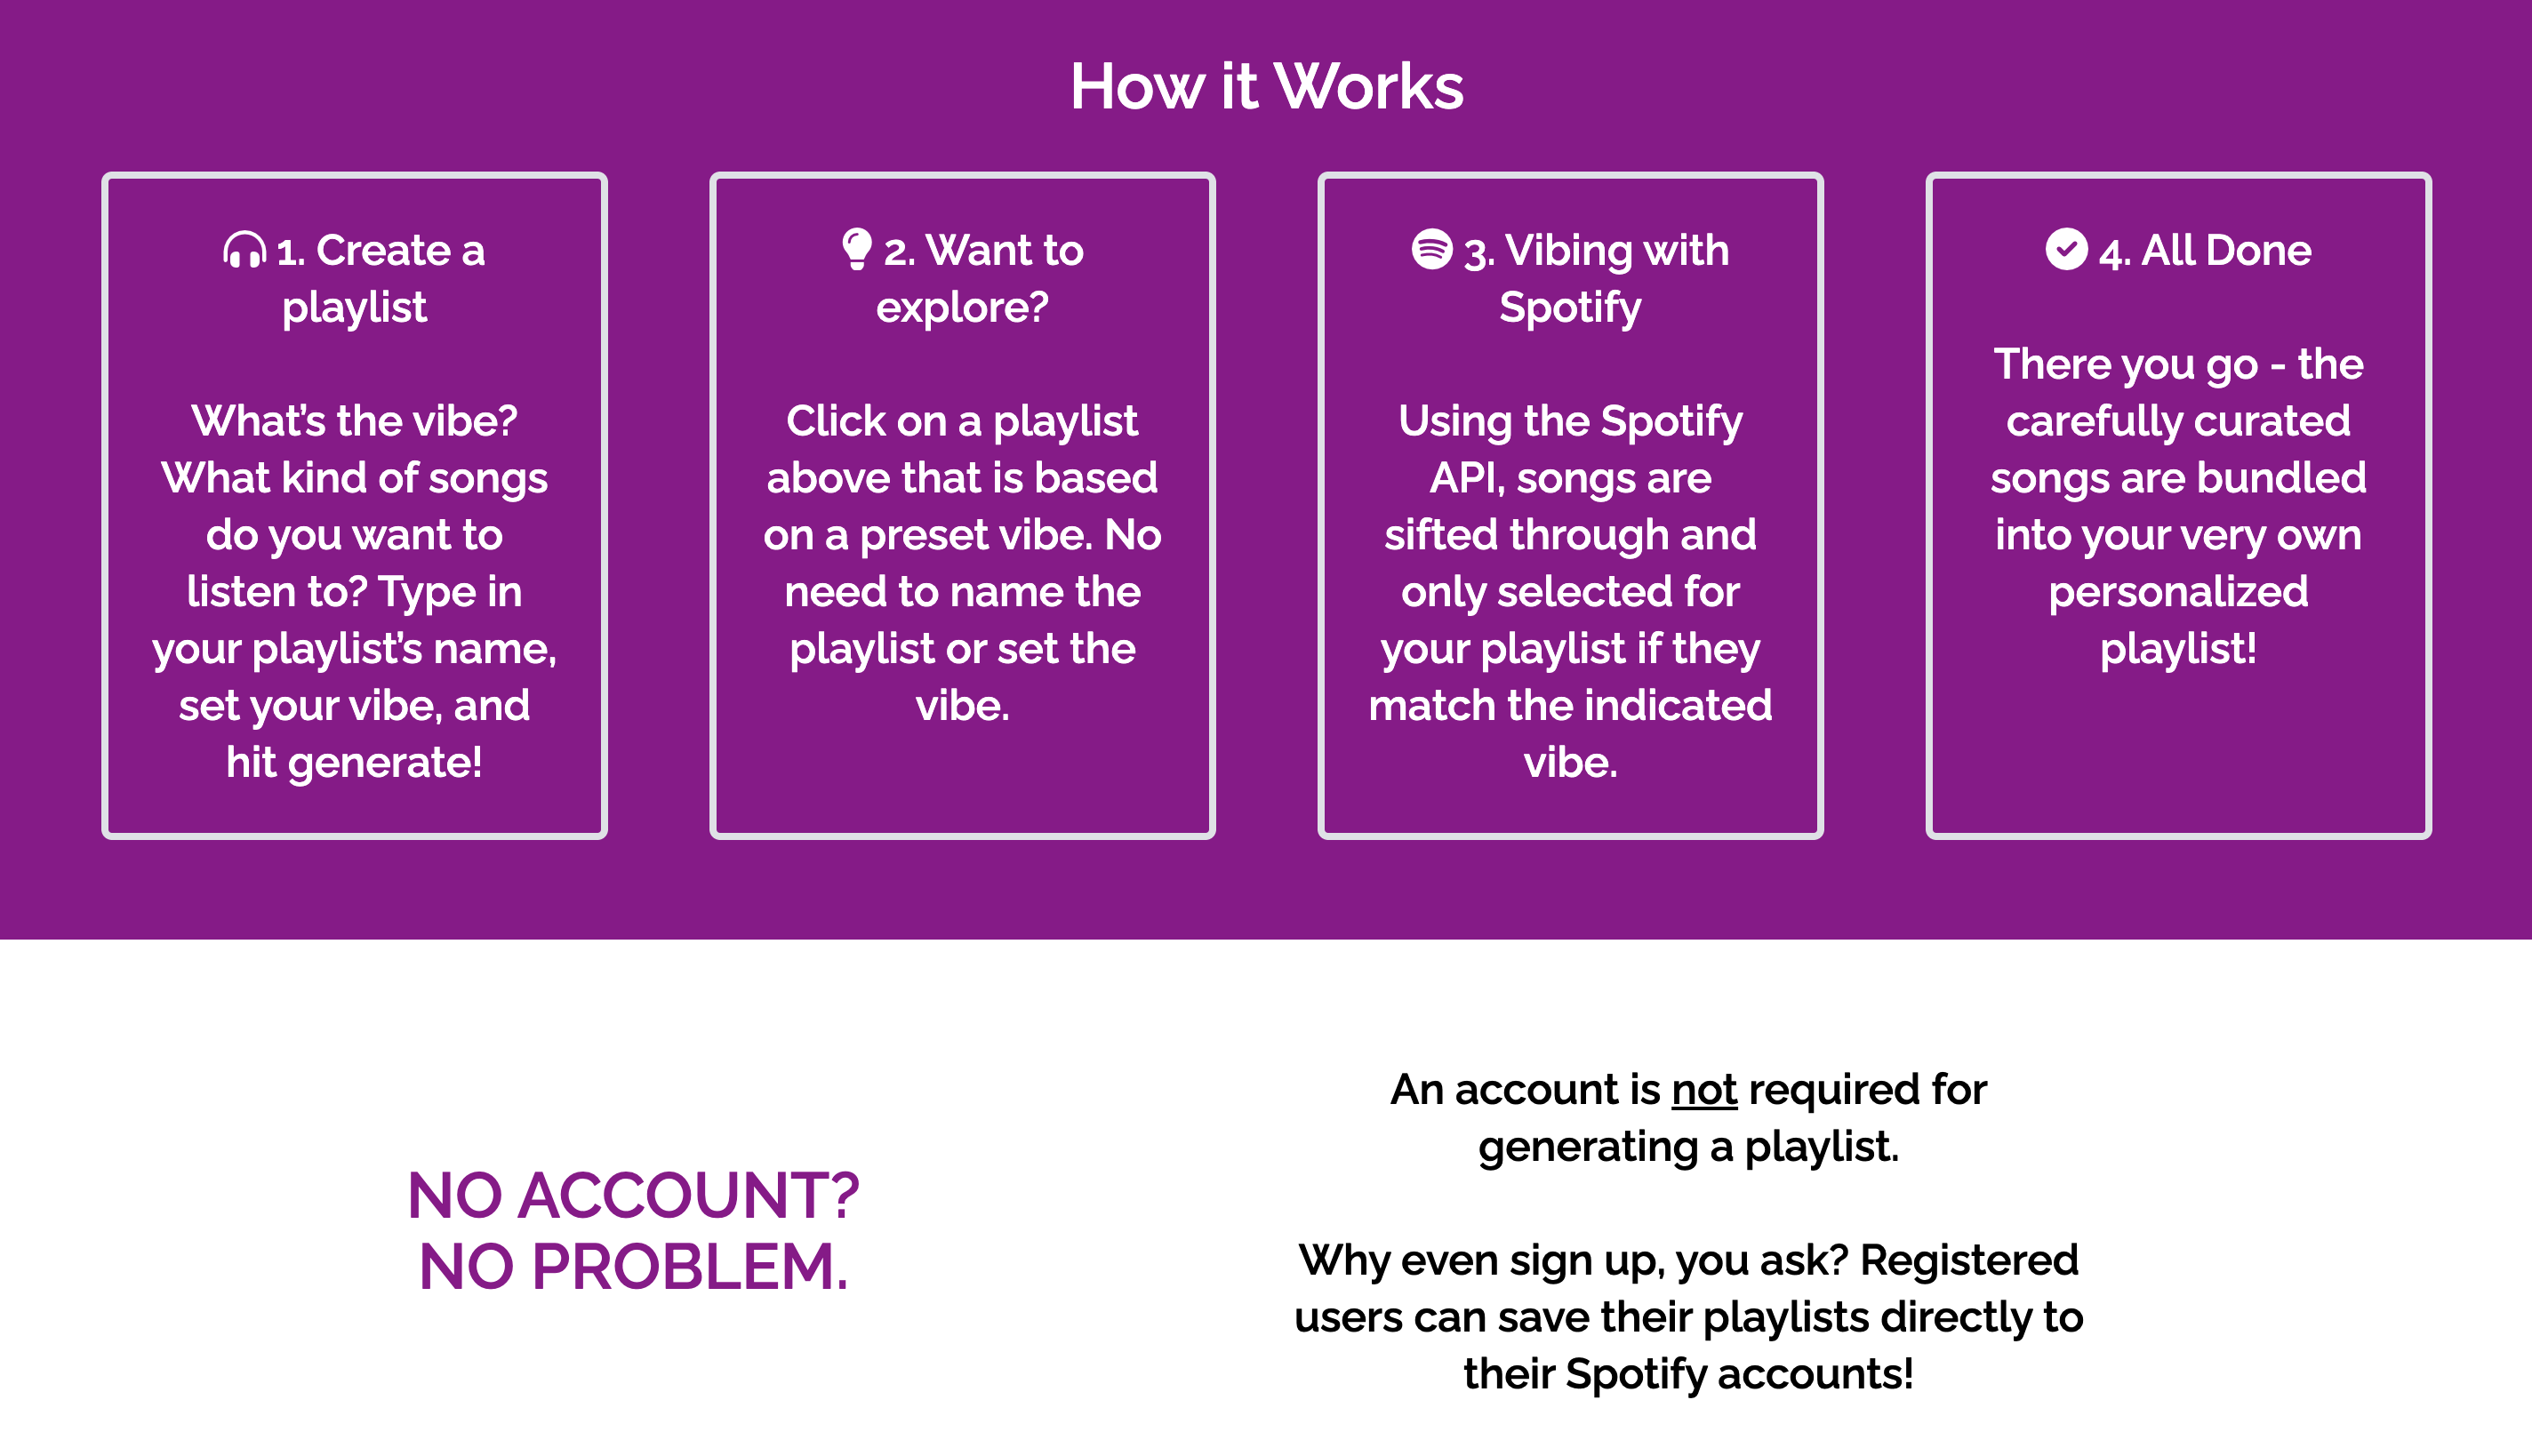 How it Works
1. Create a
playlist
What’s the vibe?
What kind of songs
do you want to
listen to? Type in
your playlist’s name,
set your vibe, and
hit generate!
2. Want to
explore?
Click on a playlist
above that is based
on a preset vibe. No
need to name the
playlist or set the
vibe.
3. Vibing with
Spotify
Using the Spotify
API, songs are
sifted through and
only selected for
your playlist if they
match the indicated
vibe.
4. All Done
There you go - the
carefully curated
songs are bundled
into your very own
personalized
playlist!
NO ACCOUNT?
NO PROBLEM.
An account is not required for
generating a playlist.
Why even sign up, you ask? Registered
users can save their playlists directly to
their Spotify accounts!